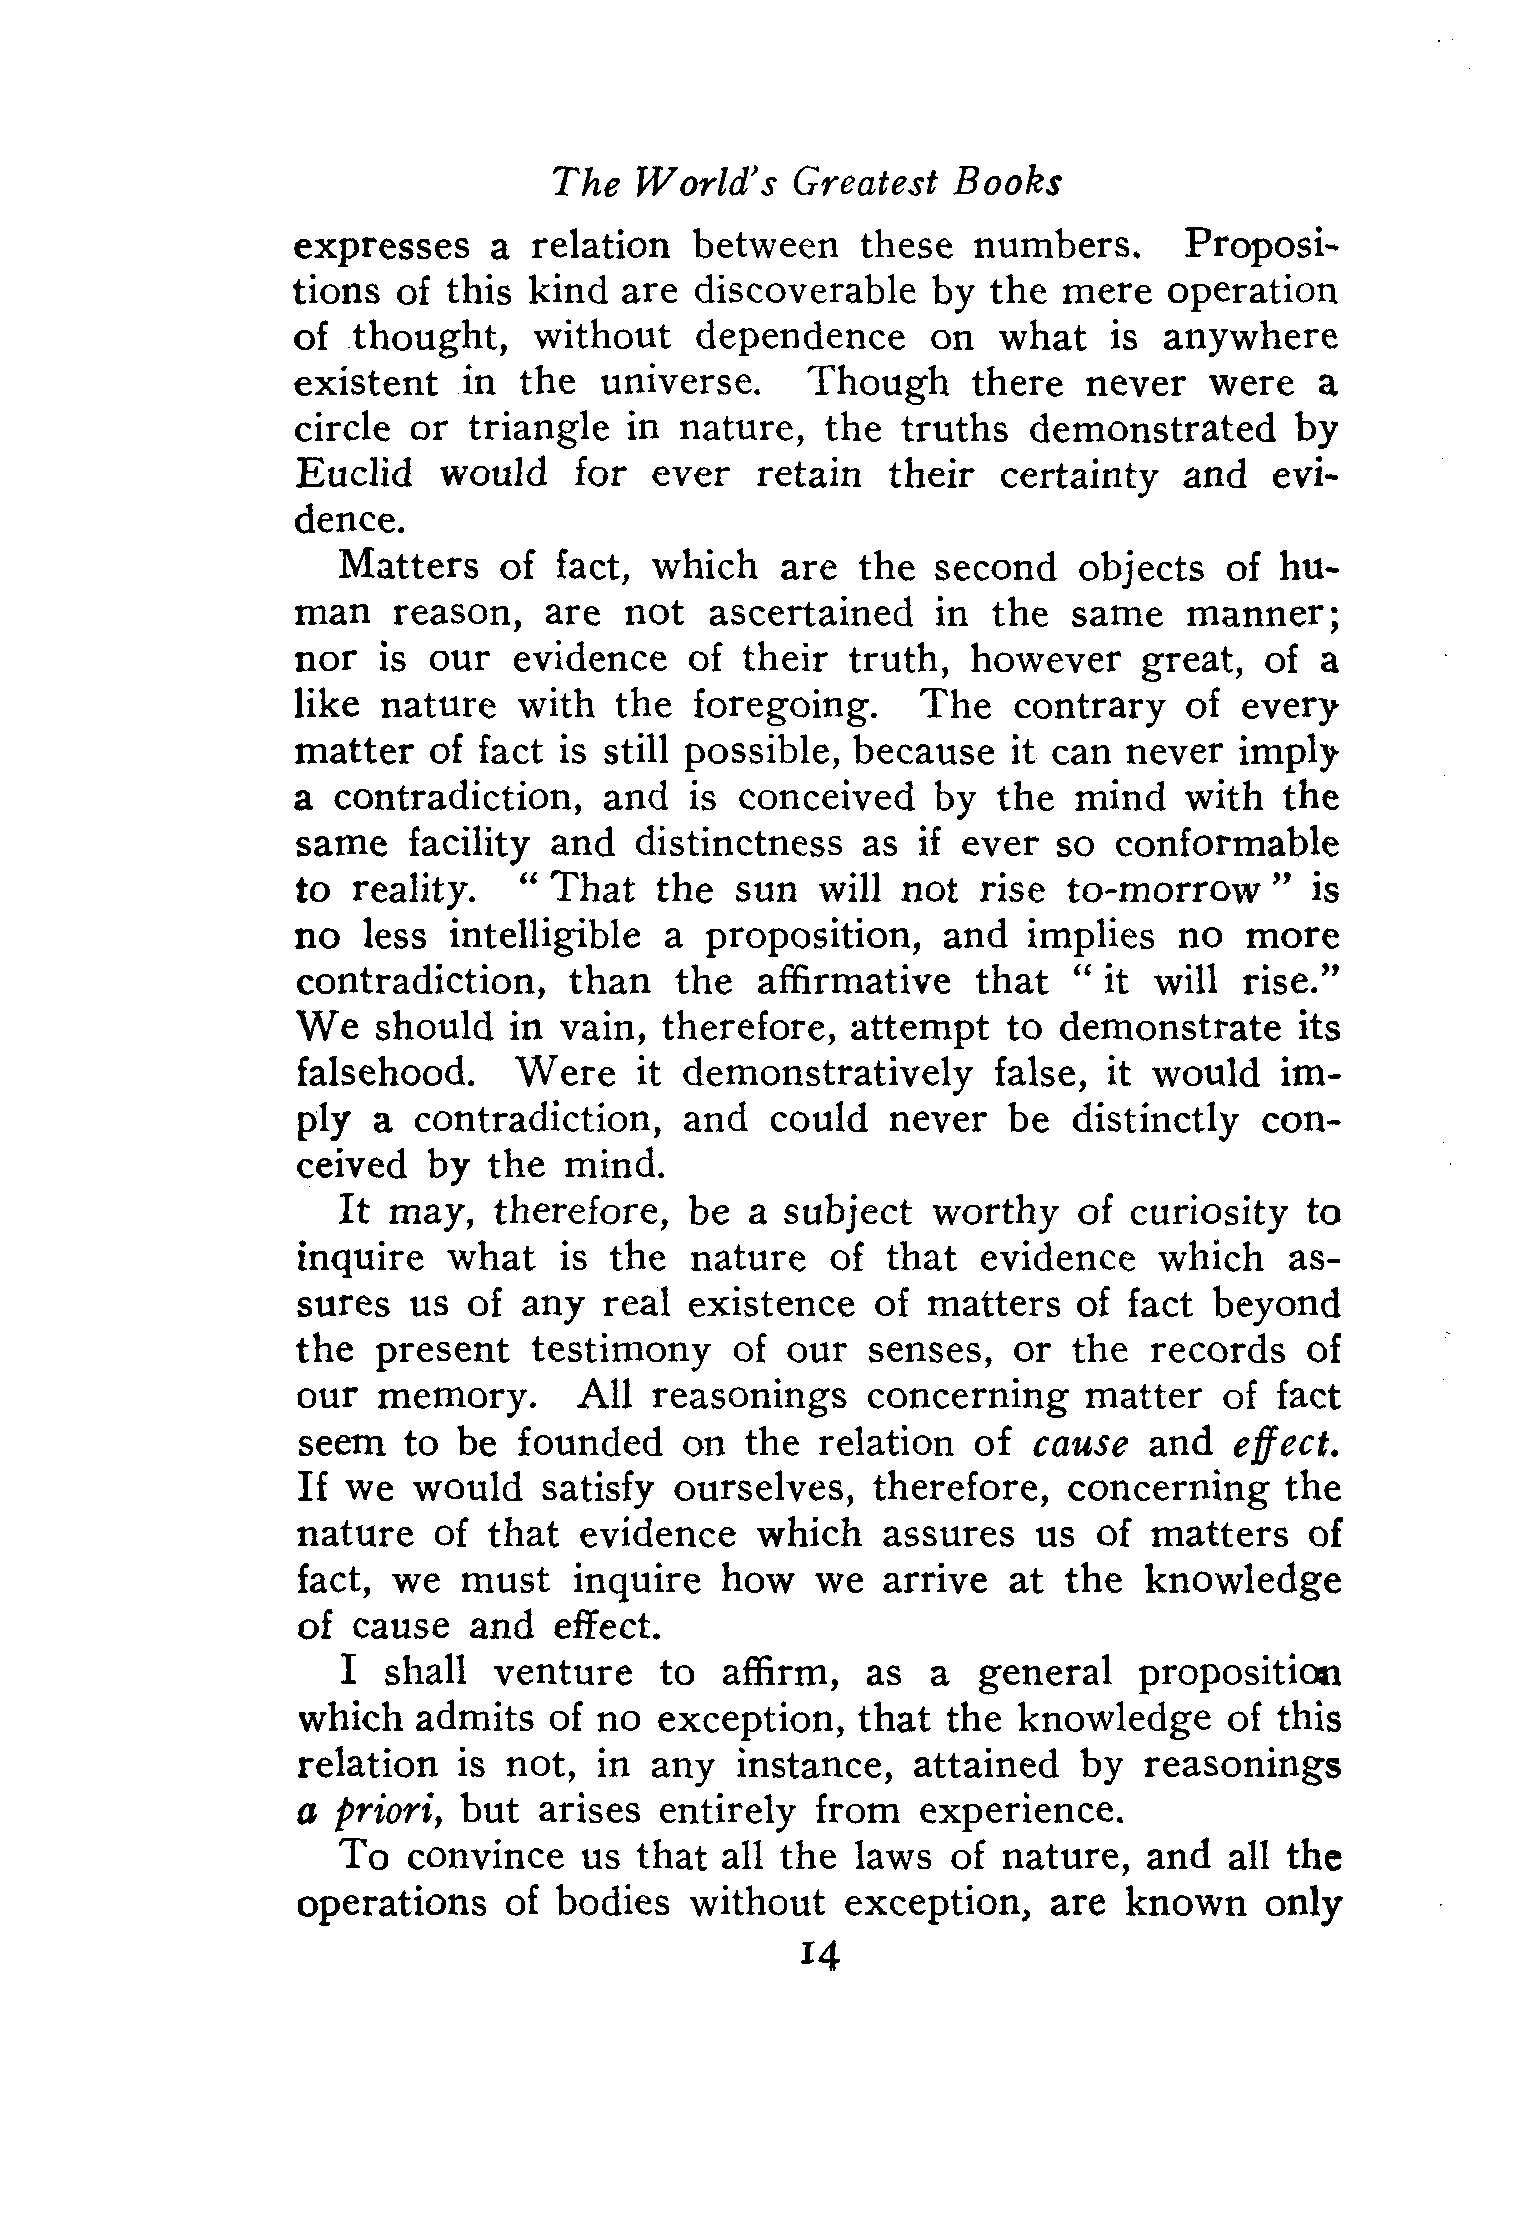 The World's Greatest Books
expresses a relation between these numbers. Proposi-
tions of this kind are discoverable by the mere operation
of thought, without dependence on what is anywhere
existent in the universe. Though there never were a
circle or triangle in nature, the truths demonstrated by
Euclid would for ever retain their certainty and evi-
dence.
Matters of fact, which are the second objects of hu-
man reason, are not ascertained in the same manner;
nor is our evidence of their truth, however great, of a
like nature with the foregoing. The contrary of every
matter of fact is still possible, because it can never imply
a contradiction, and is conceived by the mind with the
same facility and distinctness as if ever so conformable
to reality. “ That the sun will not rise to-morrow ” is
no less intelligible a proposition, and implies no more
contradiction, than the affirmative that “ it will rise.”
We should in vain, therefore, attempt to demonstrate its
falsehood. Were it demonstratively false, it would im-
ply a contradiction, and could never be distinctly con-
ceived by the mind.
It may, therefore, be a subject worthy of curiosity to
inquire what is the nature of that evidence which as-
sures us of any real existence of matters of fact beyond
the present testimony of our senses, or the records of
our memory. All reasonings concerning matter of fact
seem to be founded on the relation of cause and effect.
If we would satisfy ourselves, therefore, concerning the
nature of that evidence which assures us of matters of
fact, we must inquire how we arrive at the knowledge
of cause and effect.
I shall venture to affirm, as a general proposition
which admits of no exception, that the knowledge of this
relation is not, in any instance, attained by reasonings
a priori, but arises entirely from experience.
To convince us that all the laws of nature, and all the
operations of bodies without exception, are known only
14